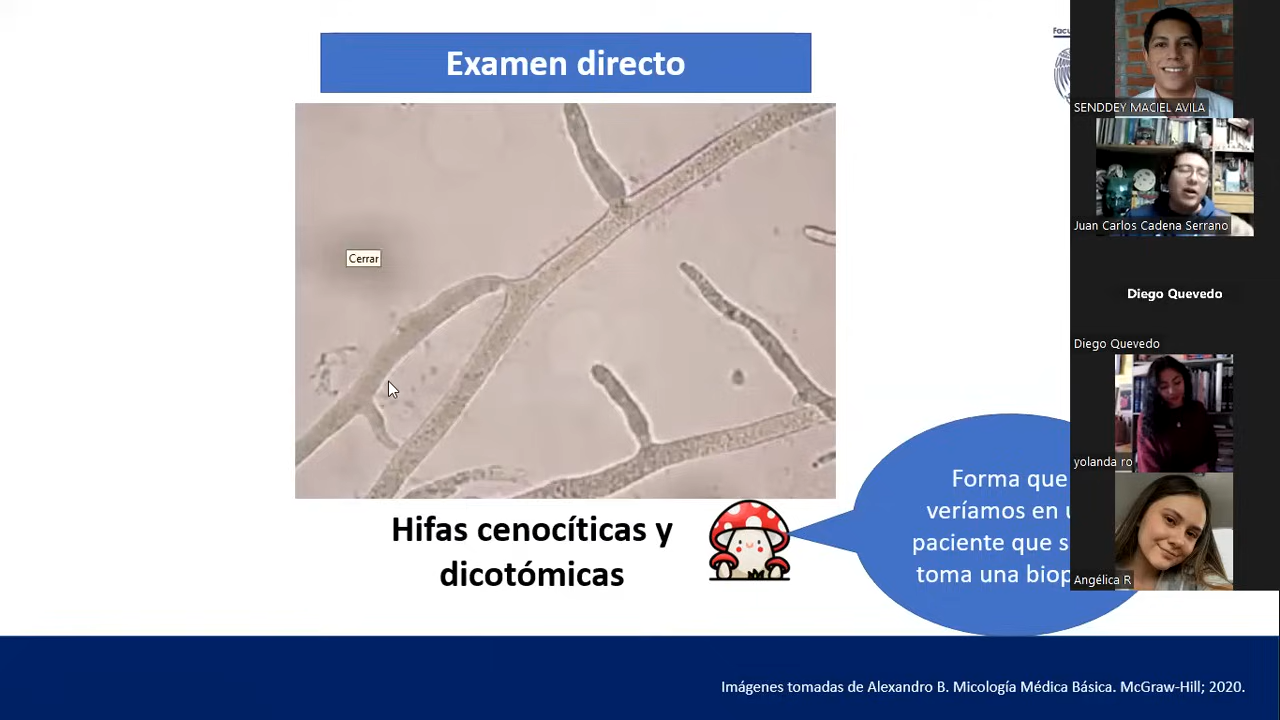 Examen directo
Cerrar
Hifas cenocíticas y
dicotómicas
Forma que
veríamos en
paciente que
toma una
Imágenes tomadas de Alexandro B. Micología Médica Básica. McGraw-Hill; 2020.
SENDDEY MACIEL AVILA
Juan Carlos Cadena Serrano
Diego Quevedo
Diego Quevedo
yolanda ro
Angélica R